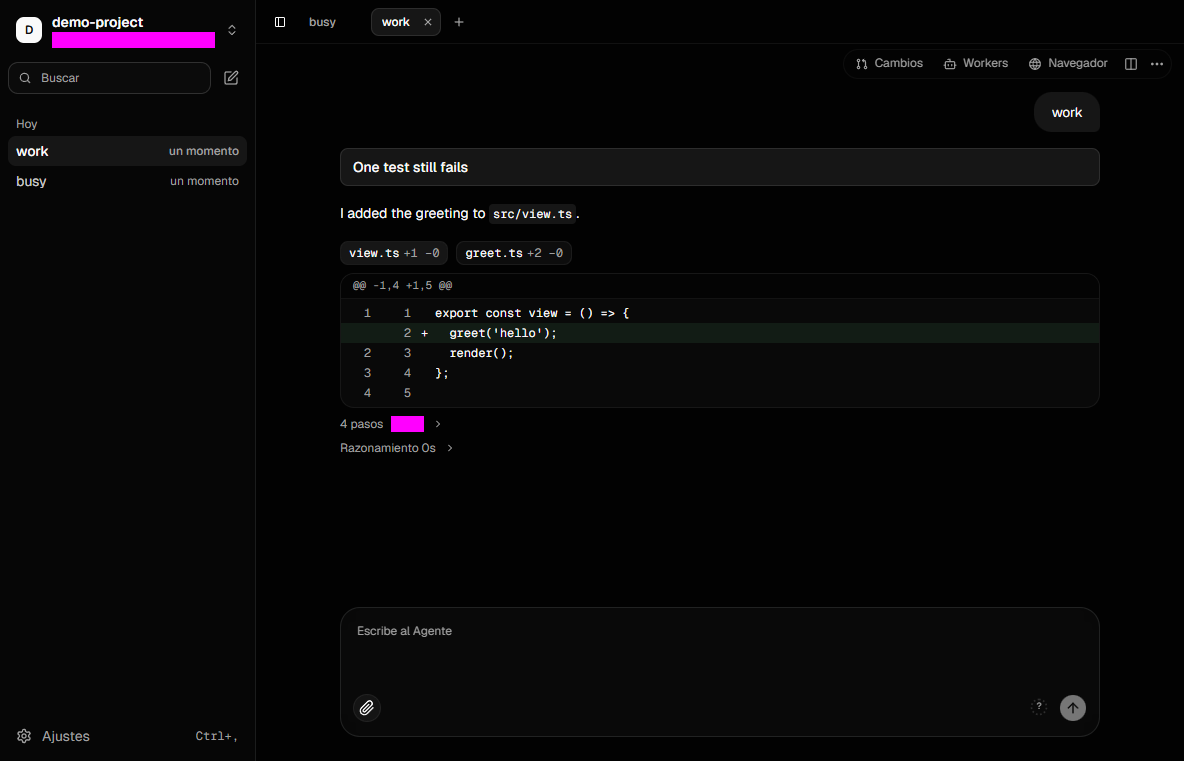 D
demo-project
Buscar
Hoy
work un momento
busy un momento
Ajustes Ctrl+,
busy
work
Cambios
Workers
Navegador
work
One test still fails
I added the greeting to src/view.ts.
view.ts +1 −0
greet.ts +2 −0
@@ -1,4 +1,5 @@
1 1 export const view = () => {
2 + greet('hello');
2 3 render();
3 4 };
4 5
4 pasos
Razonamiento 0s
Escribe al Agente
?